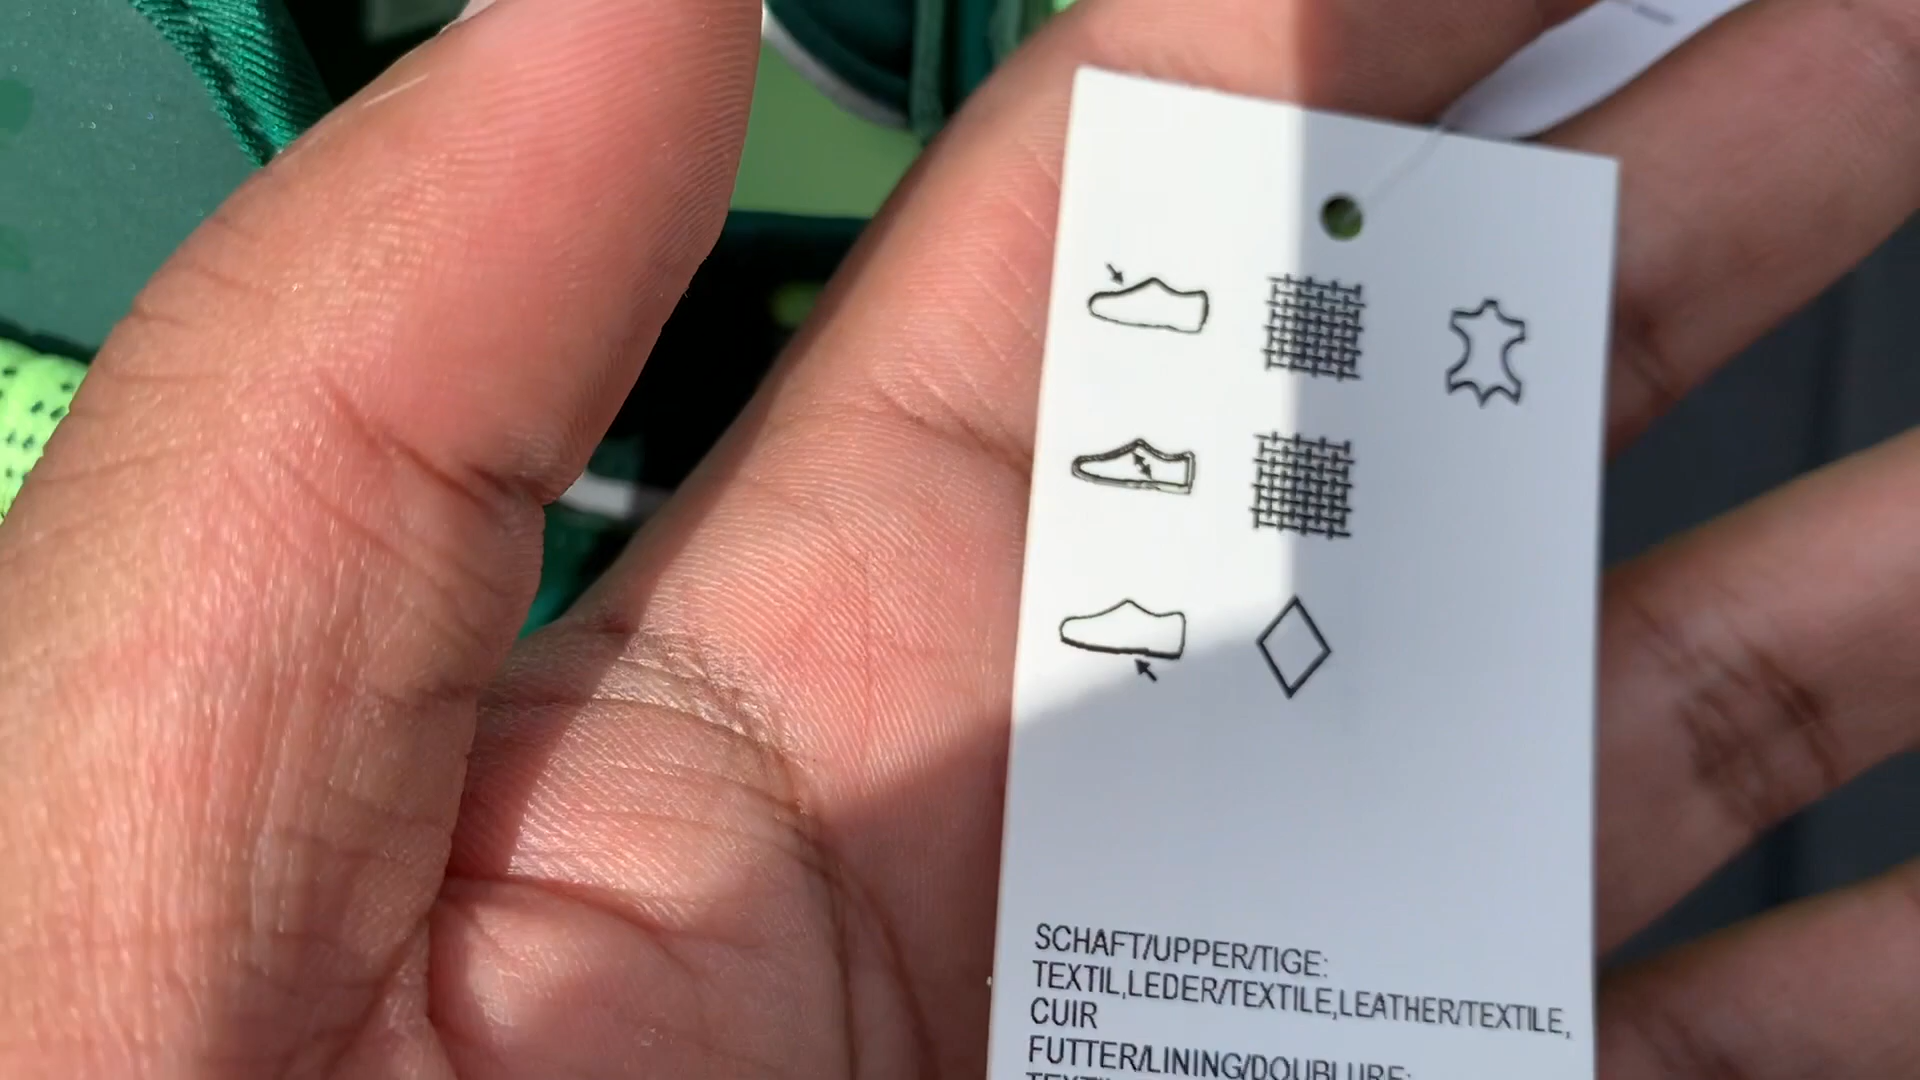 SCHAFT/UPPER/TIGE:
TEXTIL,LEDER/TEXTILE,LEATHER/TEXTILE,
CUIR
FUTTER/LINING/DOUBLURE: